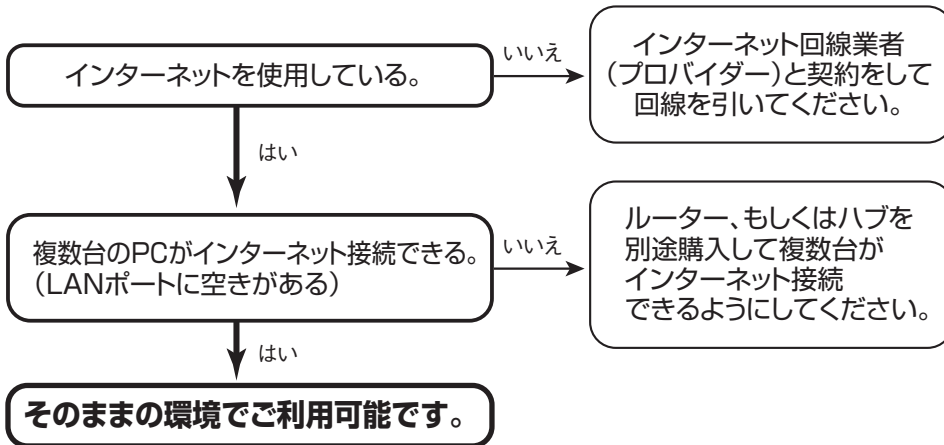 インターネットを使用している。
いいえ
インターネット回線業者
（プロバイダー）と契約をして
回線を引いてください。
はい
複数台のPCがインターネット接続できる。
（LANポートに空きがある）
いいえ
ルーター、もしくはハブを
別途購入して複数台が
インターネット接続
できるようにしてください。
はい
そのままの環境でご利用可能です。